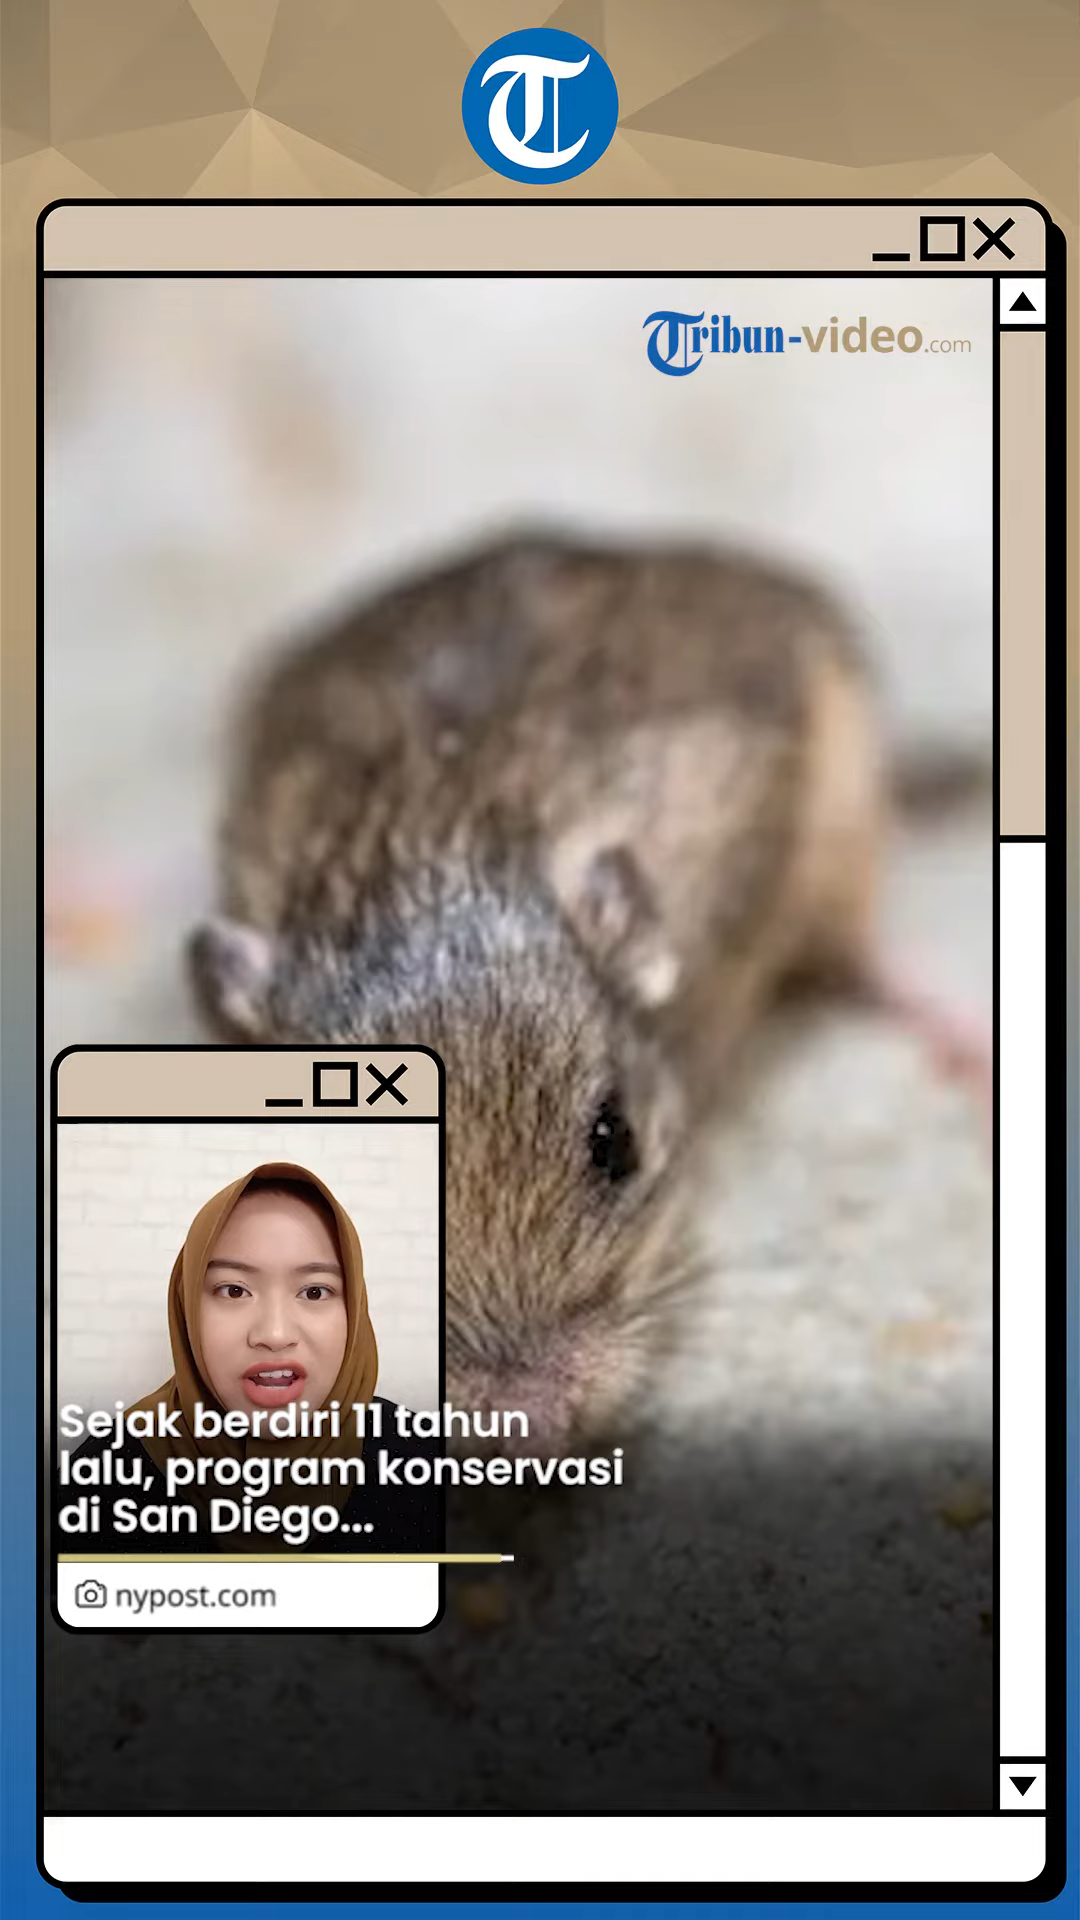 T
Tribun-video.com
Sejak berdiri 11 tahun
lalu, program konservasi
di San Diego...
nypost.com